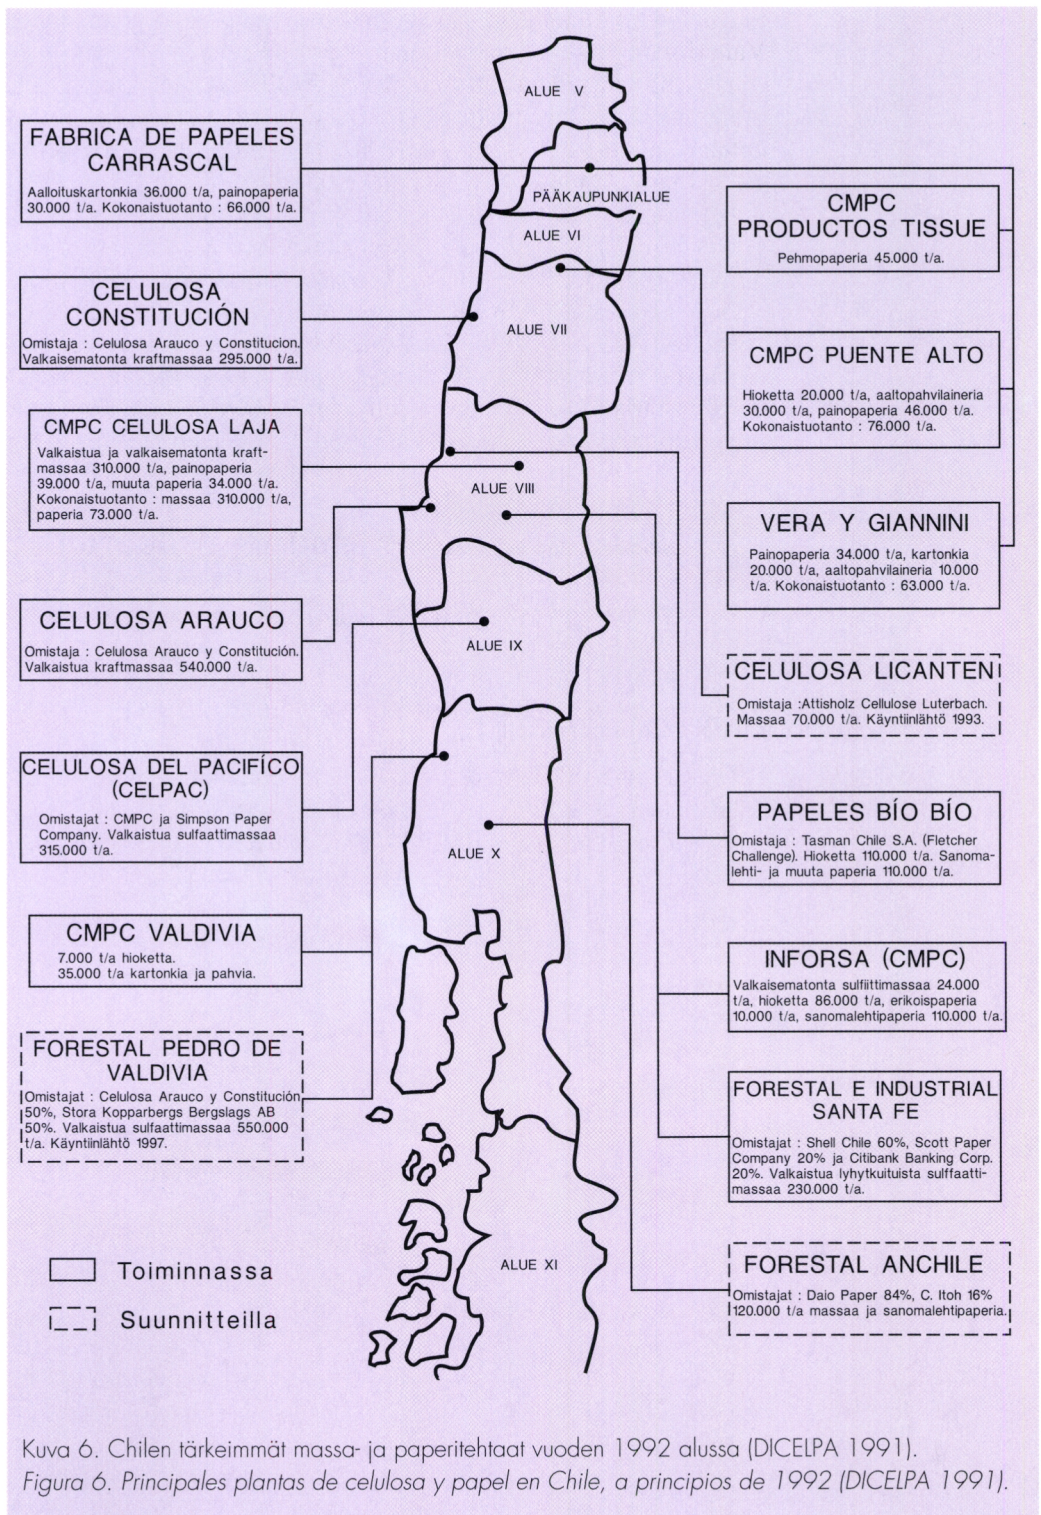 ALUE V
PÄÄKAUPUNKIALUE
ALUE VI
ALUE VII
ALUE VIII
ALUE IX
ALUE X
ALUE XI
FABRICA DE PAPELES
CARRASCAL
Aalloituskartonkia 36.000 t/a, painopaperia
30.000 t/a. Kokonaistuotanto : 66.000 t/a.
CELULOSA
CONSTITUCIÓN
Omistaja : Celulosa Arauco y Constitucion.
Valkaisematonta kraftmassaa 295.000 t/a.
CMPC CELULOSA LAJA
Valkaistua ja valkaisematonta kraft-
massaa 310.000 t/a, painopaperia
39.000 t/a, muuta paperia 34.000 t/a.
Kokonaistuotanto : massaa 310.000 t/a,
paperia 73.000 t/a.
CELULOSA ARAUCO
Omistaja : Celulosa Arauco y Constitución.
Valkaistua kraftmassaa 540.000 t/a.
CELULOSA DEL PACIFÍCO
(CELPAC)
Omistajat : CMPC ja Simpson Paper
Company. Valkaistua sulfaattimassaa
315.000 t/a.
CMPC VALDIVIA
7.000 t/a hioketta.
35.000 t/a kartonkia ja pahvia.
FORESTAL PEDRO DE
VALDIVIA
Omistajat : Celulosa Arauco y Constitución
50%, Stora Kopparbergs Bergslags AB
50%. Valkaistua sulfaattimassaa 550.000
t/a. Käyntiinlähtö 1997.
Toiminnassa
Suunnitteilla
CMPC
PRODUCTOS TISSUE
Pehmopaperia 45.000 t/a.
CMPC PUENTE ALTO
Hioketta 20.000 t/a, aaltopahvilaineria
30.000 t/a, painopaperia 46.000 t/a.
Kokonaistuotanto : 76.000 t/a.
VERA Y GIANNINI
Painopaperia 34.000 t/a, kartonkia
20.000 t/a, aaltopahvilaineria 10.000
t/a. Kokonaistuotanto : 63.000 t/a.
CELULOSA LICANTEN
Omistaja :Attisholz Cellulose Luterbach.
Massaa 70.000 t/a. Käyntiinlähtö 1993.
PAPELES BÍO BÍO
Omistaja : Tasman Chile S.A. (Fletcher
Challenge). Hioketta 110.000 t/a. Sanoma-
lehti- ja muuta paperia 110.000 t/a.
INFORSA (CMPC)
Valkaisematonta sulfiittimassaa 24.000
t/a, hioketta 86.000 t/a, erikoispaperia
10.000 t/a, sanomalehtipaperia 110.000 t/a.
FORESTAL E INDUSTRIAL
SANTA FE
Omistajat : Shell Chile 60%, Scott Paper
Company 20% ja Citibank Banking Corp.
20%. Valkaistua lyhytkuituista sulffaatti-
massaa 230.000 t/a.
FORESTAL ANCHILE
Omistajat : Daio Paper 84%, C. Itoh 16%
120.000 t/a massaa ja sanomalehtipaperia.
Kuva 6. Chilen tärkeimmät massa- ja paperitehtaat vuoden 1992 alussa (DICELPA 1991).
Figura 6. Principales plantas de celulosa y papel en Chile, a principios de 1992 (DICELPA 1991).